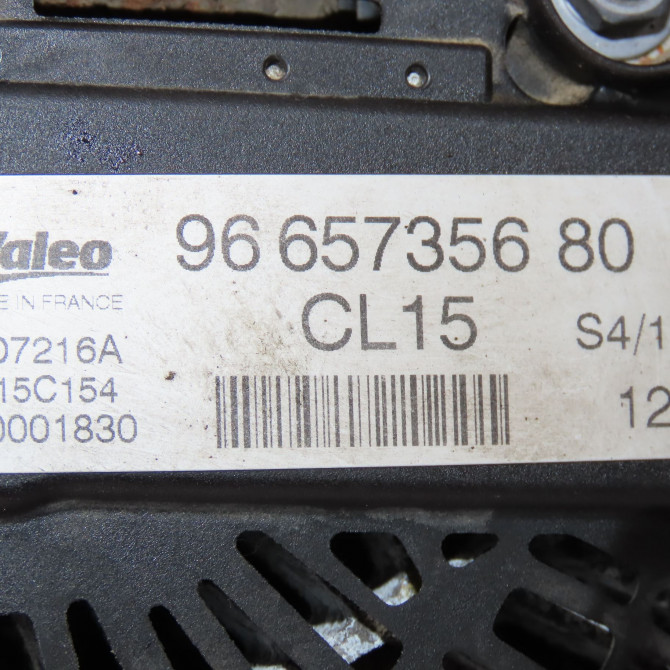 Valeo 96 657356 80
E IN FRANCE CL15 S4/1
07216A
15C154
0001830 12